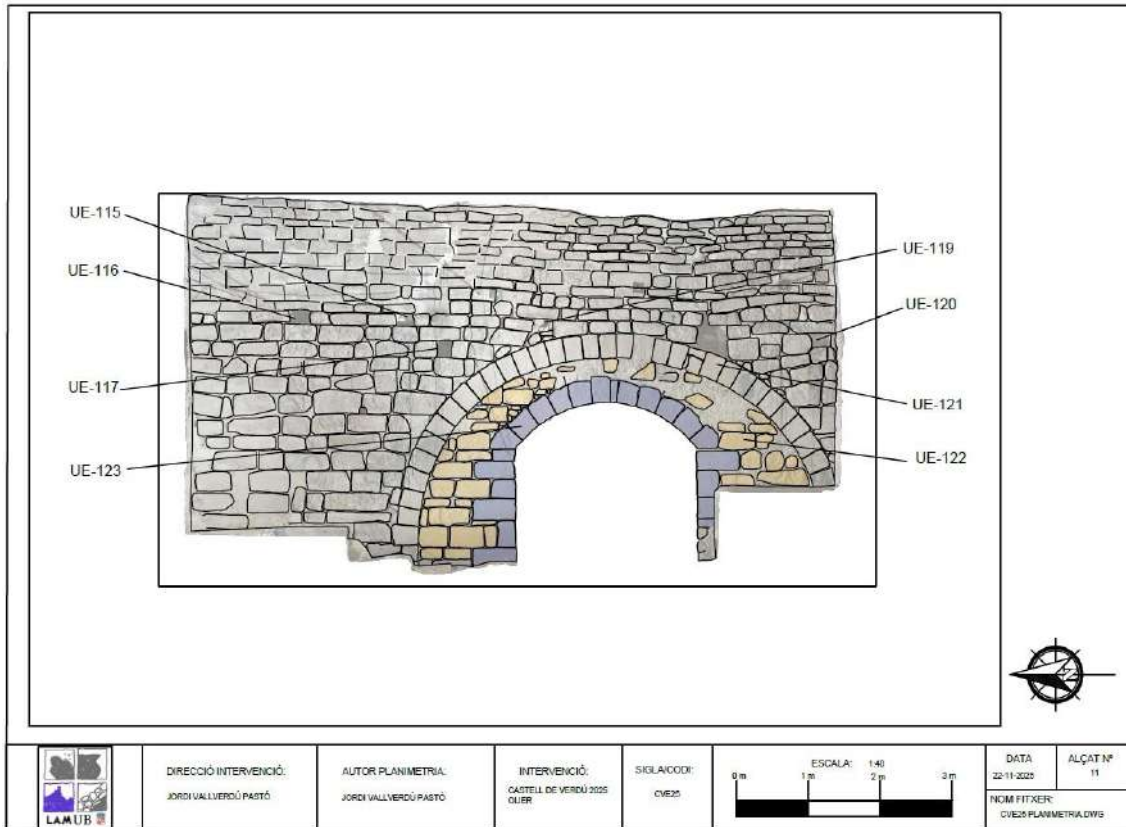 UE-115
UE-116
UE-117
UE-123
UE-119
UE-120
UE-121
UE-122
LAMUB
DIRECCIÓ INTERVENCIÓ:
JORDI VALLVERDÚ PASTÓ
AUTOR PLANIMETRIA:
JORDI VALLVERDÚ PASTÓ
INTERVENCIÓ:
CASTELL DE VERDÚ 2025
OLIER
SIGLA/CODI:
CVE25
ESCALA: 1:40
0 m 1 m 2 m 3 m
DATA
22-11-2025
ALÇAT Nº
11
NOM FITXER:
CVE25 PLANIMETRIA.DWG